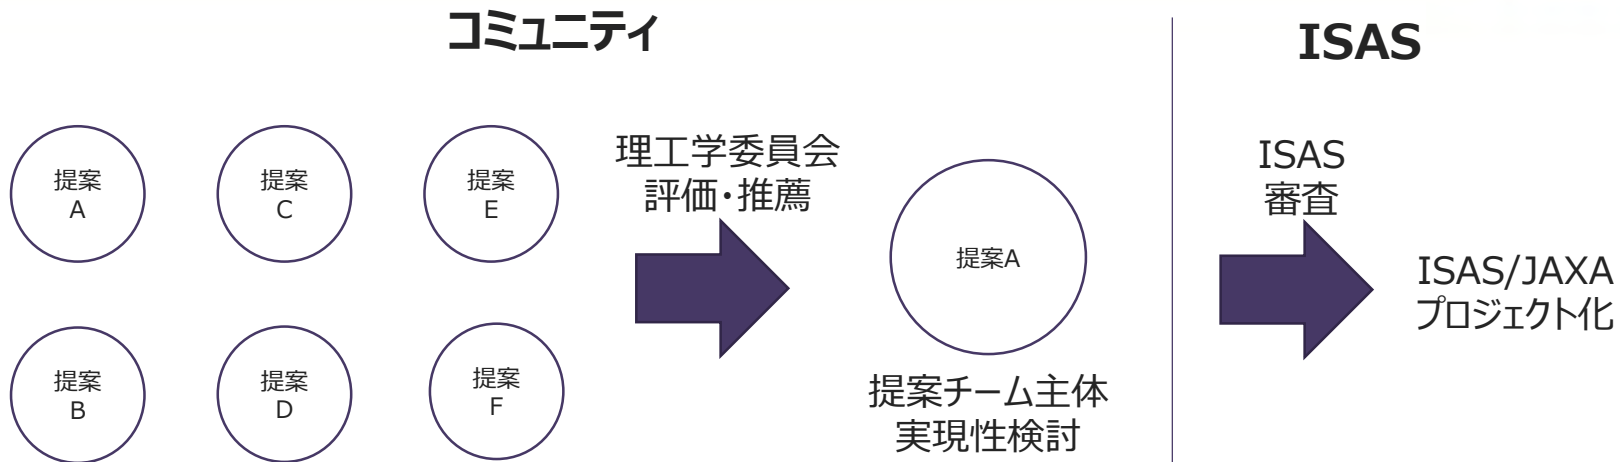 コミュニティ
ISAS
提案
A
提案
C
提案
E
提案
B
提案
D
提案
F
理工学委員会
評価・推薦
提案A
提案チーム主体
実現性検討
ISAS
審査
ISAS/JAXA
プロジェクト化